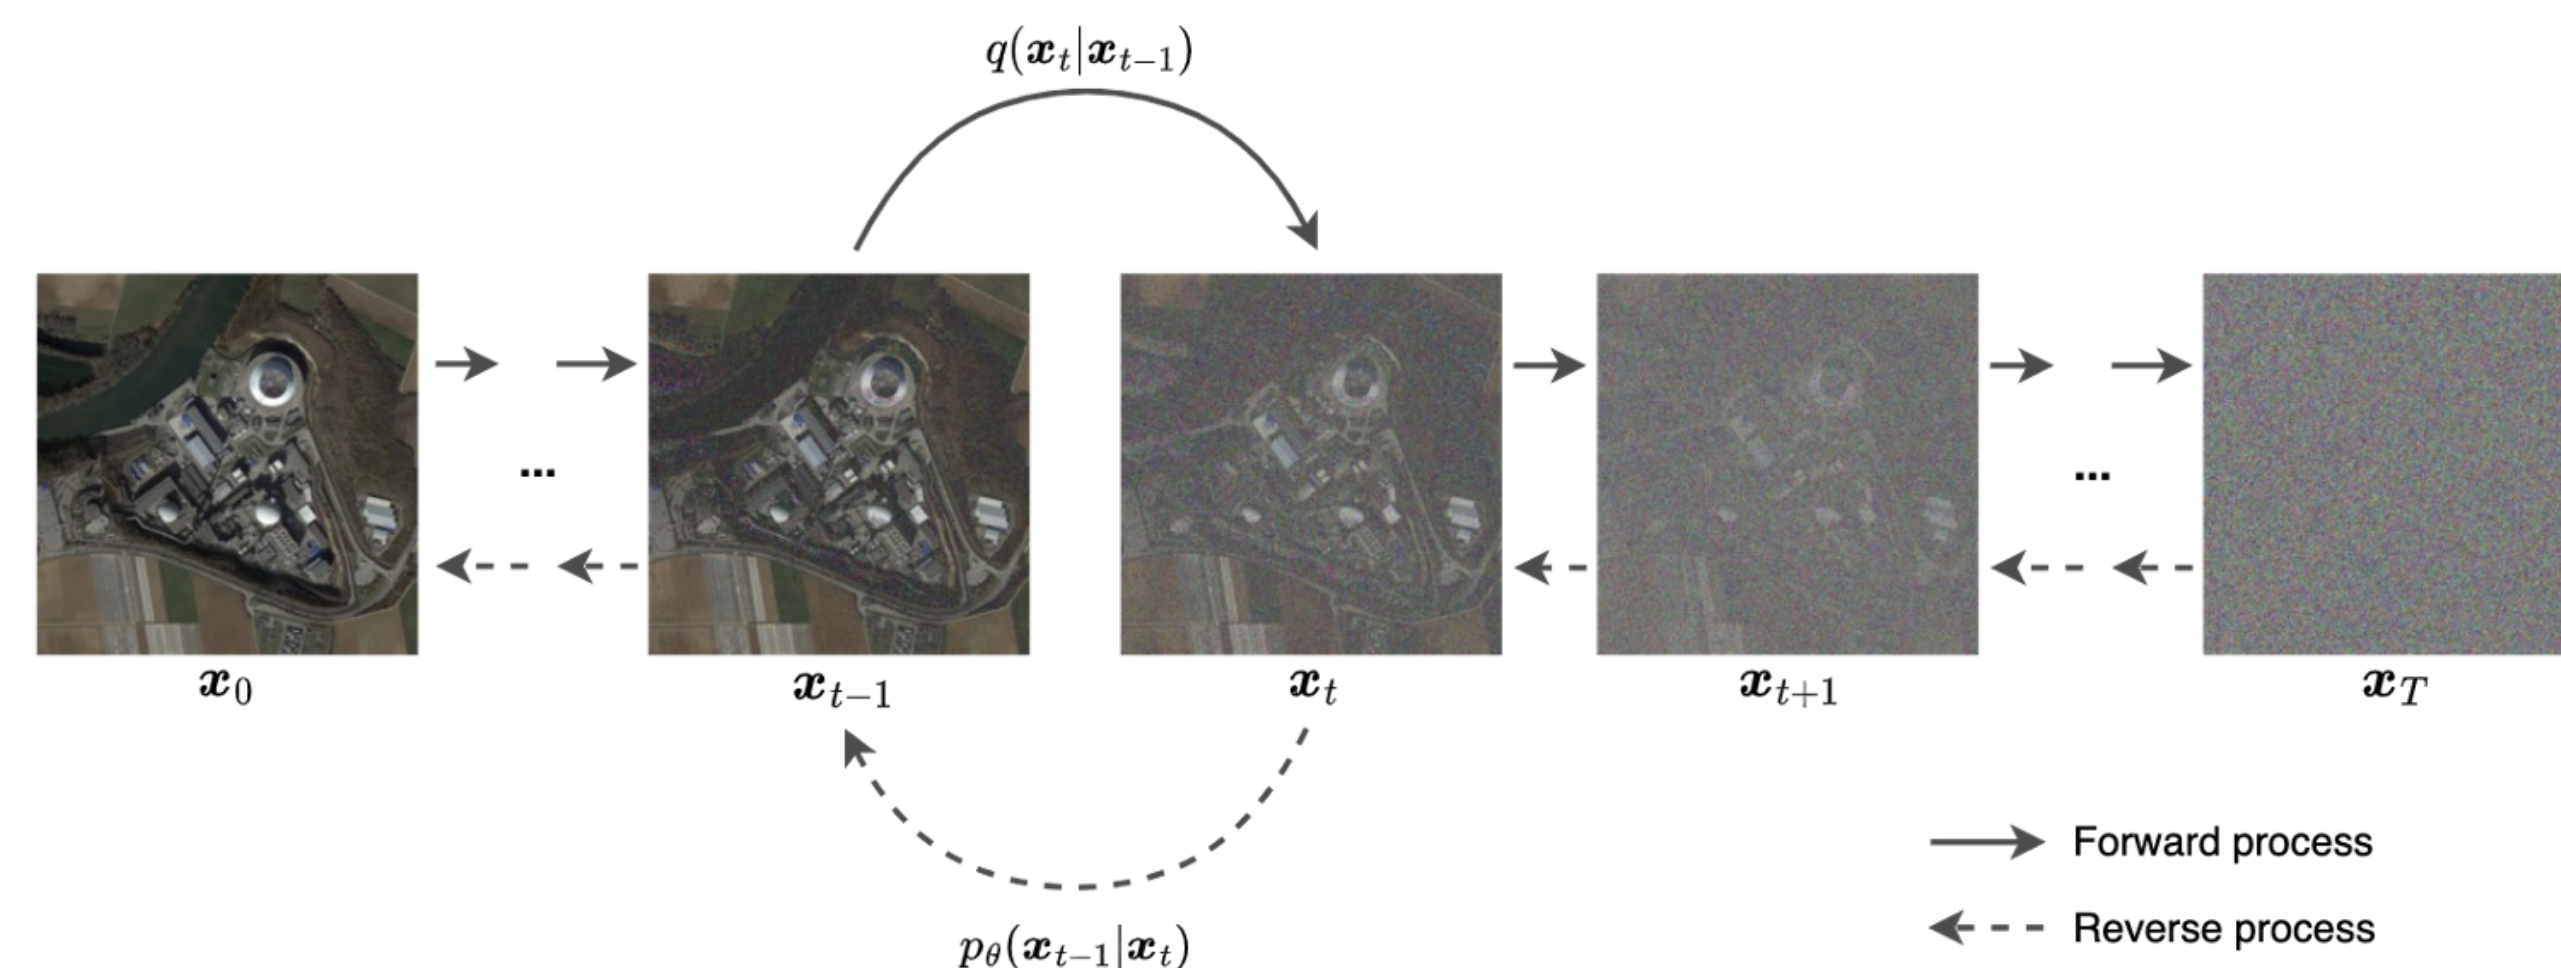 q(x_t|x_{t-1})
...
...
x_0
x_{t-1}
x_t
x_{t+1}
x_T
Forward process
Reverse process
p_θ(x_{t-1}|x_t)